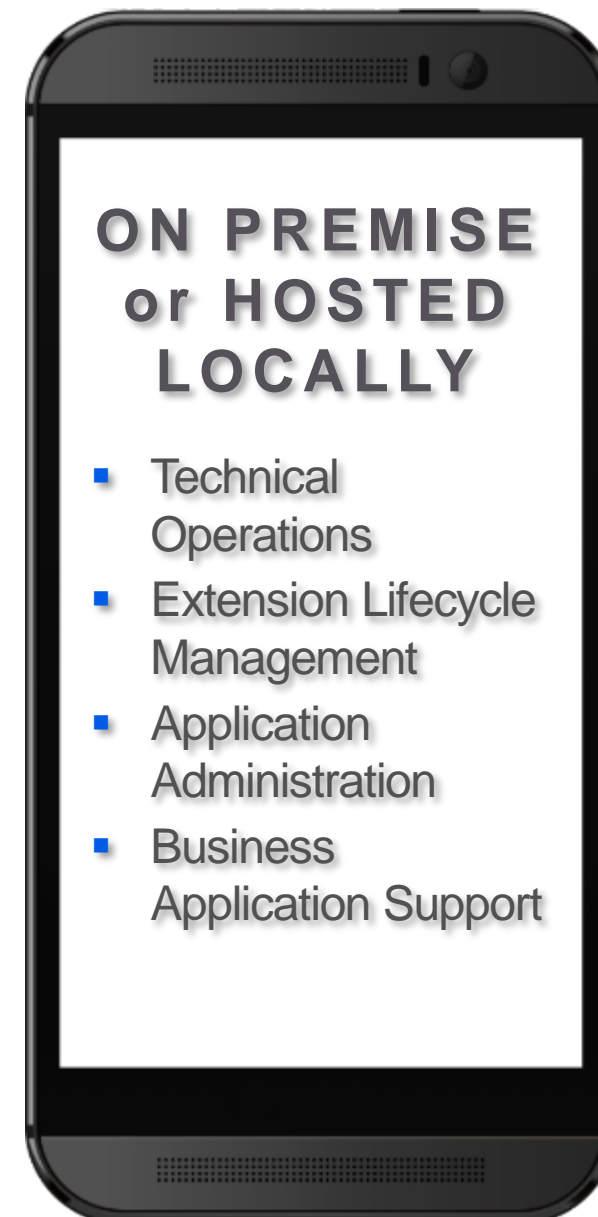 ON PREMISE
or HOSTED
LOCALLY
▪ Technical
Operations
▪ Extension Lifecycle
Management
▪ Application
Administration
▪ Business
Application Support